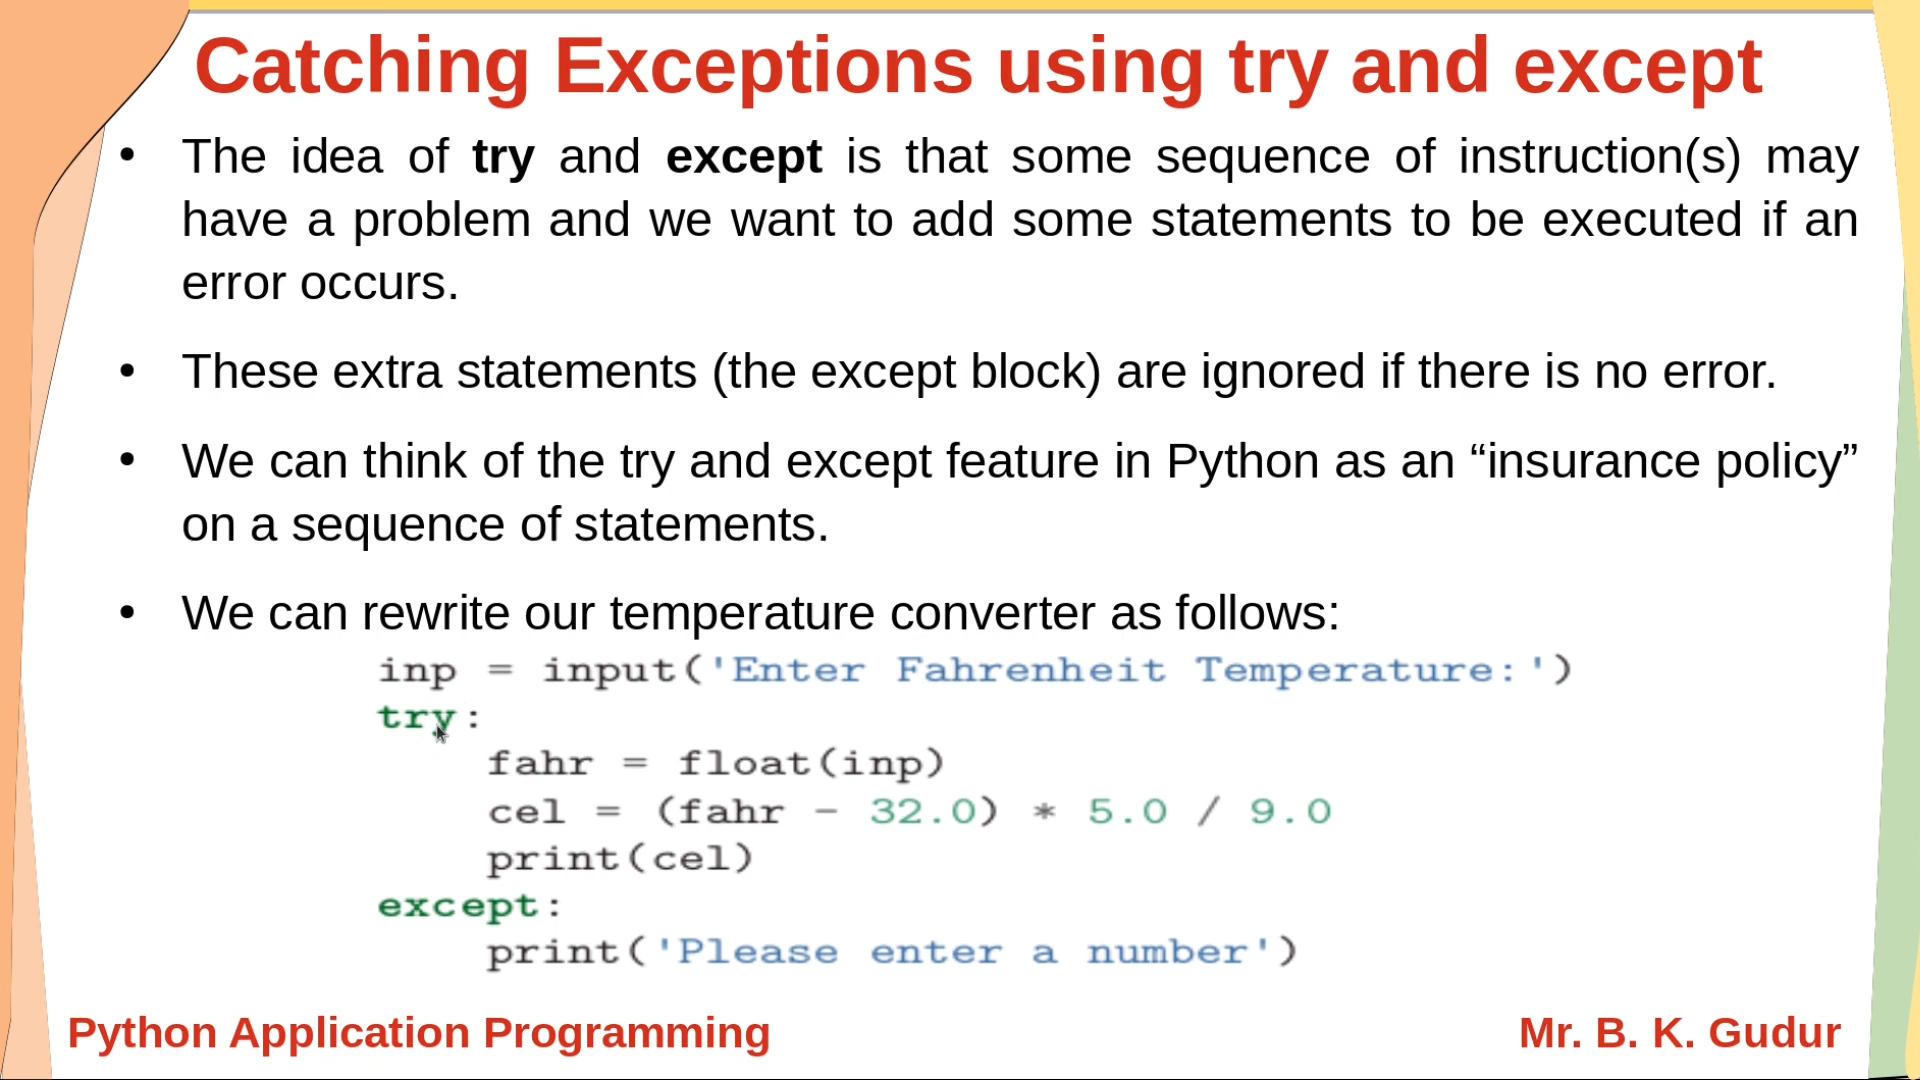 Catching Exceptions using try and except
• The idea of try and except is that some sequence of instruction(s) may
have a problem and we want to add some statements to be executed if an
error occurs.
• These extra statements (the except block) are ignored if there is no error.
• We can think of the try and except feature in Python as an “insurance policy”
on a sequence of statements.
• We can rewrite our temperature converter as follows:
inp = input('Enter Fahrenheit Temperature:')
try:
    fahr = float(inp)
    cel = (fahr - 32.0) * 5.0 / 9.0
    print(cel)
except:
    print('Please enter a number')
Python Application Programming
Mr. B. K. Gudur